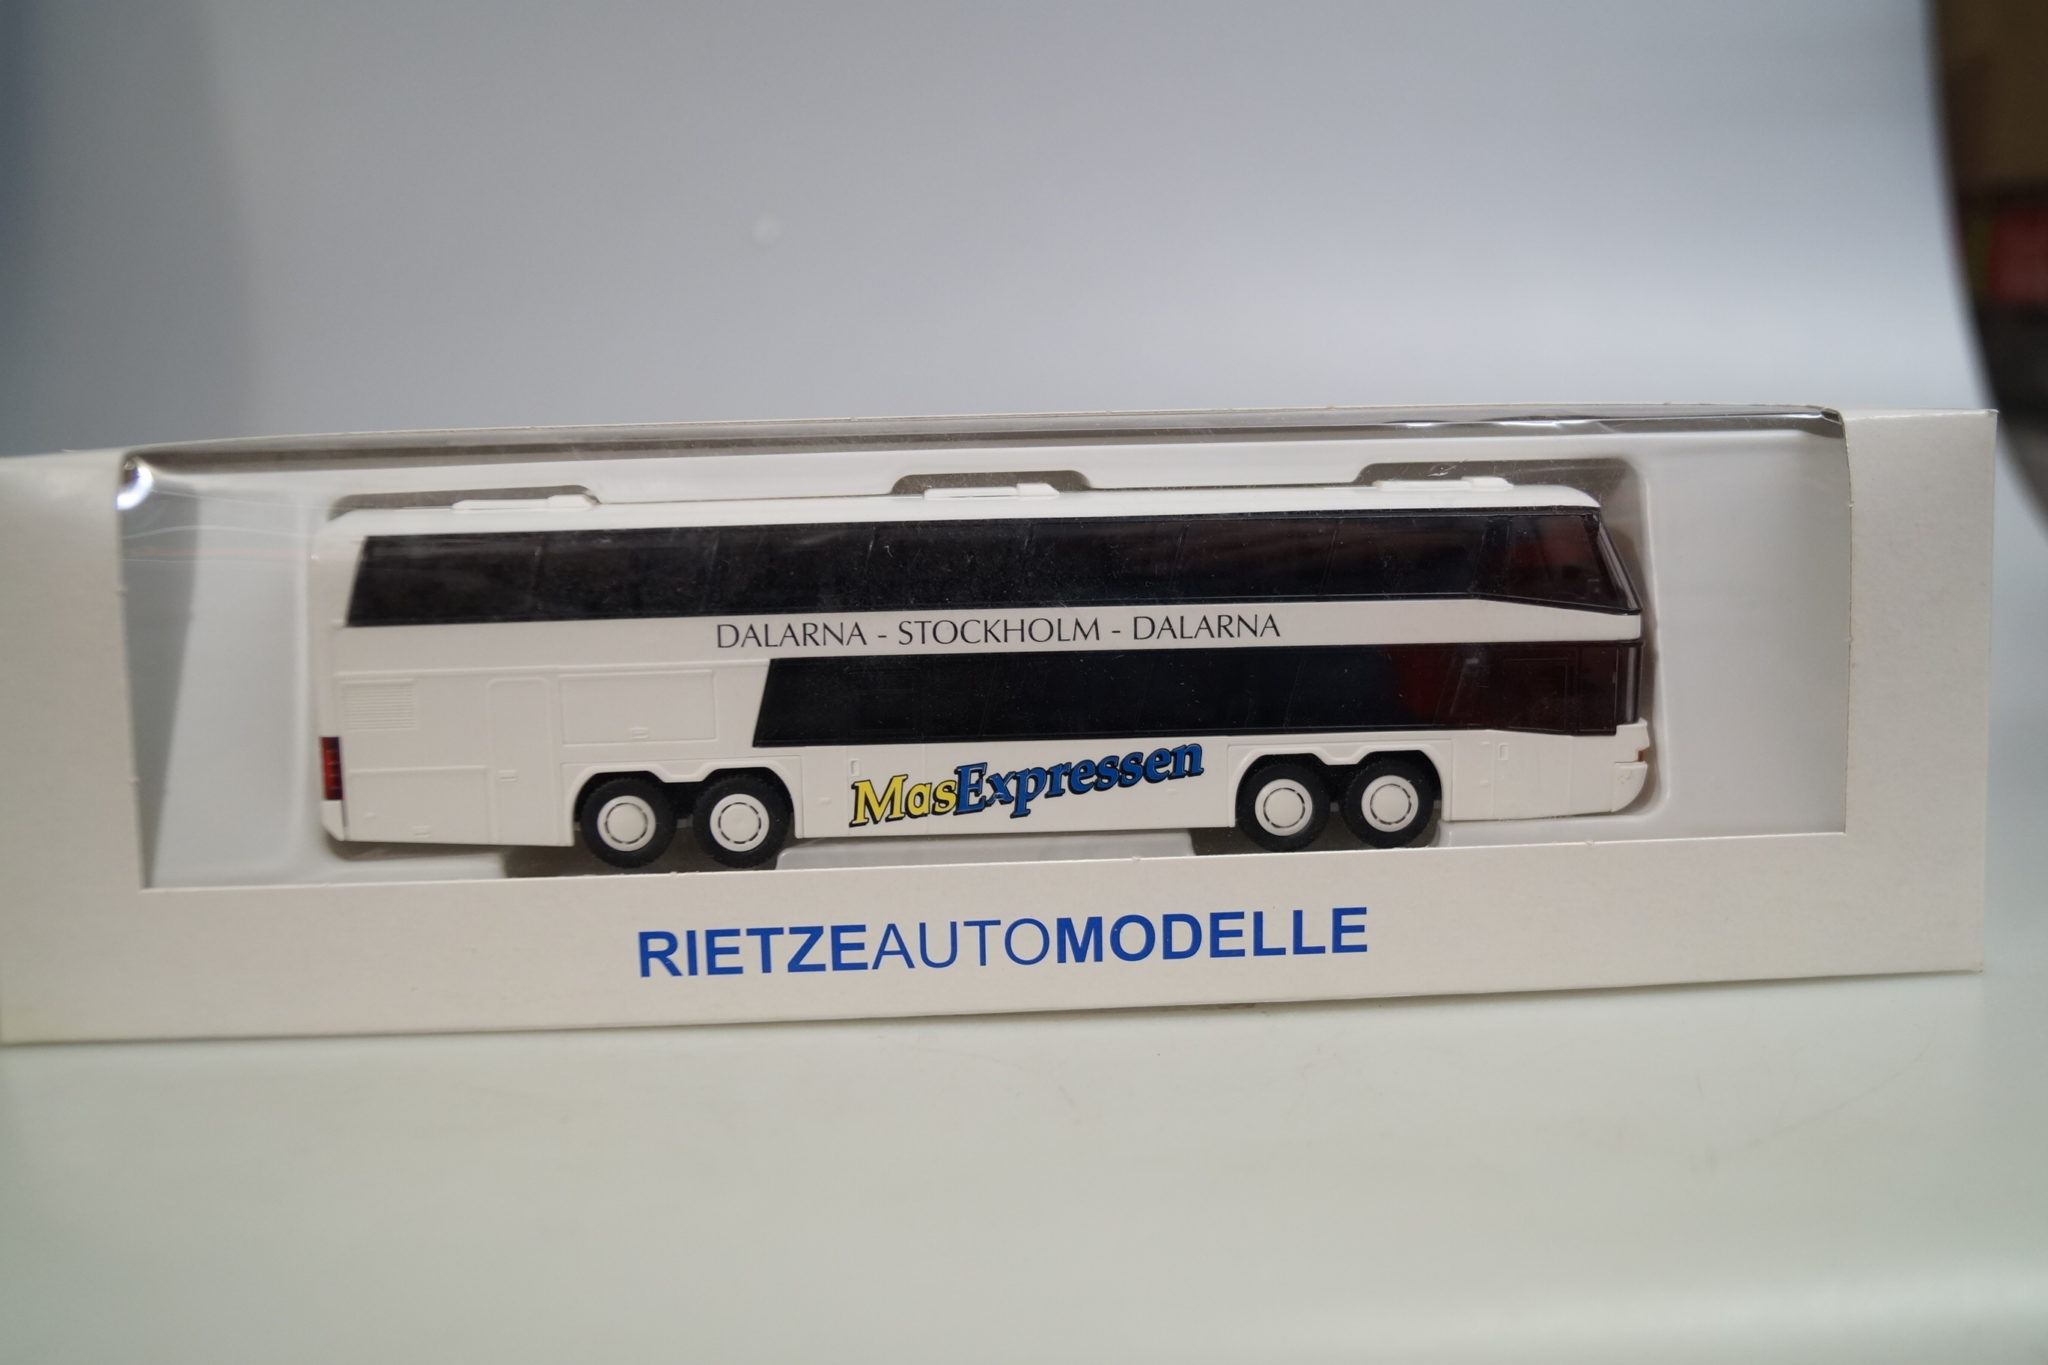 DALARNA - STOCKHOLM - DALARNA
MasExpressen
RIETZEAUTOMODELLE